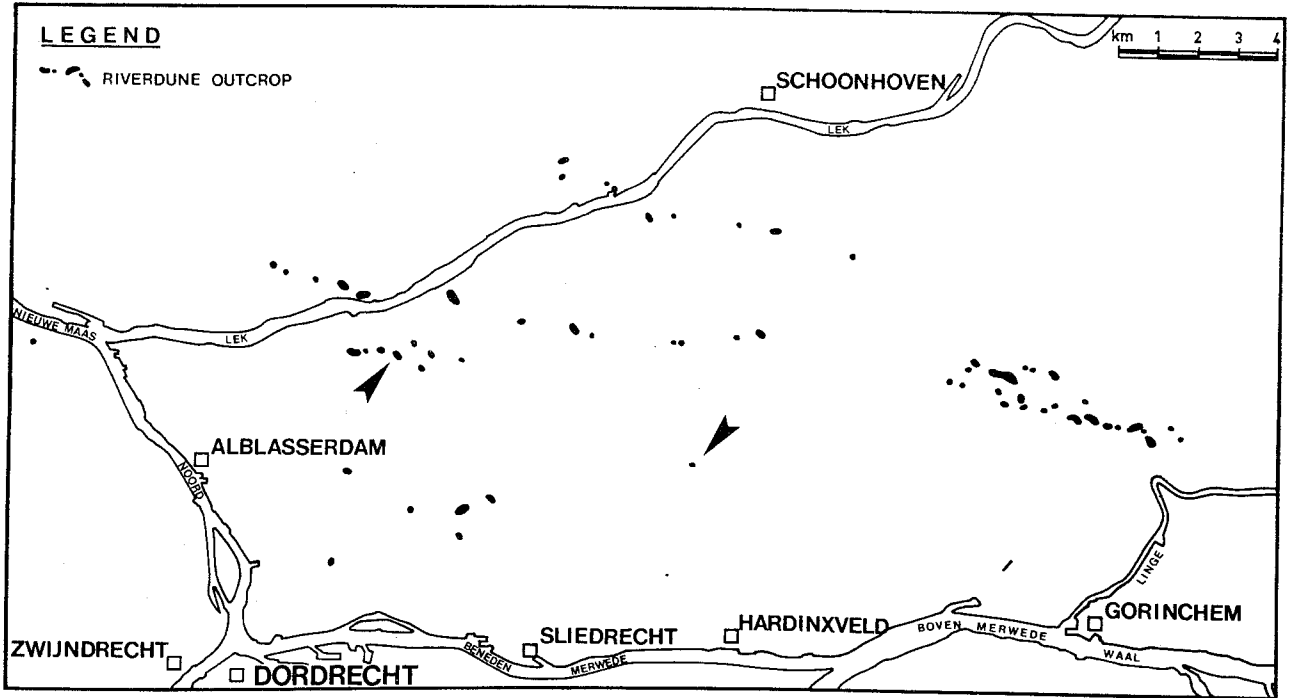 LEGEND
RIVERDUNE OUTCROP
km 1 2 3 4
SCHOONHOVEN
LEK
NIEUWE MAAS
LEK
ALBLASSERDAM
NOORD
LINGE
GORINCHEM
HARDINXVELD
BOVEN MERWEDE
SLIEDRECHT
ZWIJNDRECHT
BENEDEN MERWEDE
WAAL
DORDRECHT